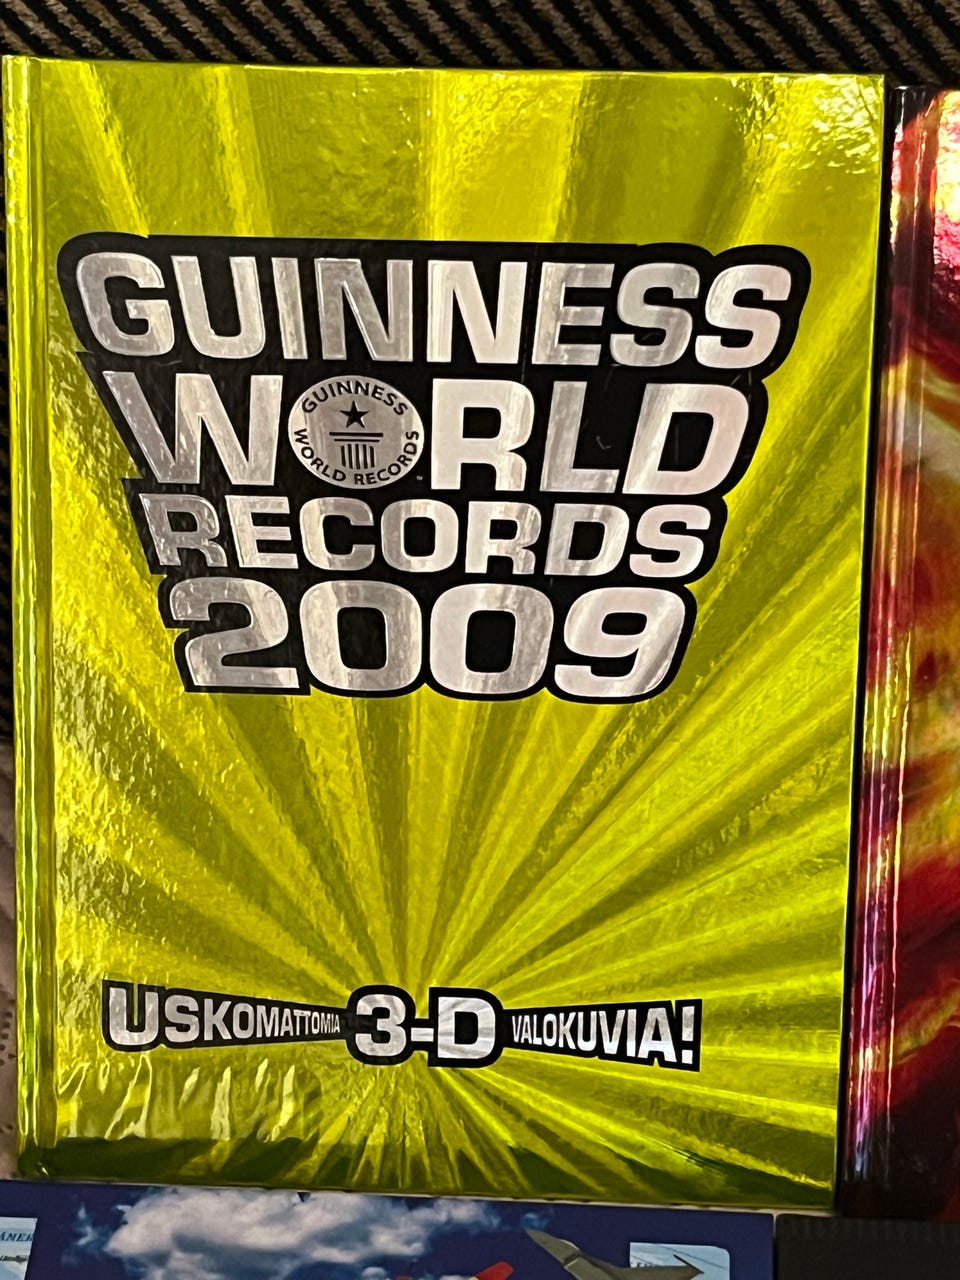 GUINNESS
WORLD
GUINNESS
WORLD RECORDS
RECORDS
2009
USKOMATTOMIA 3-D VALOKUVIA!